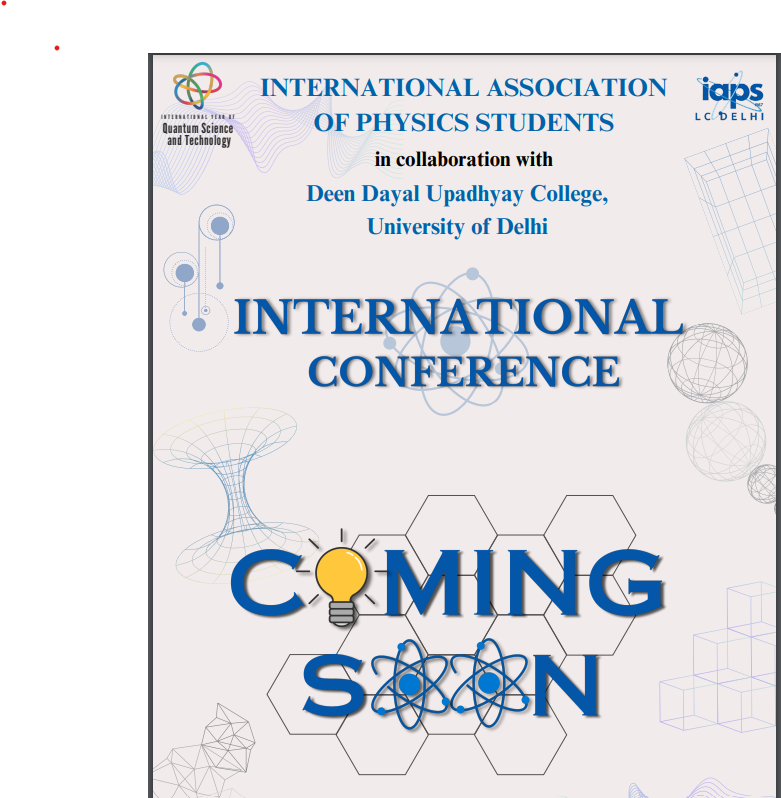 INTERNATIONAL YEAR OF
Quantum Science
and Technology
INTERNATIONAL ASSOCIATION
OF PHYSICS STUDENTS
iaps
LC DELHI
in collaboration with
Deen Dayal Upadhyay College,
University of Delhi
INTERNATIONAL
CONFERENCE
COMING
SOON